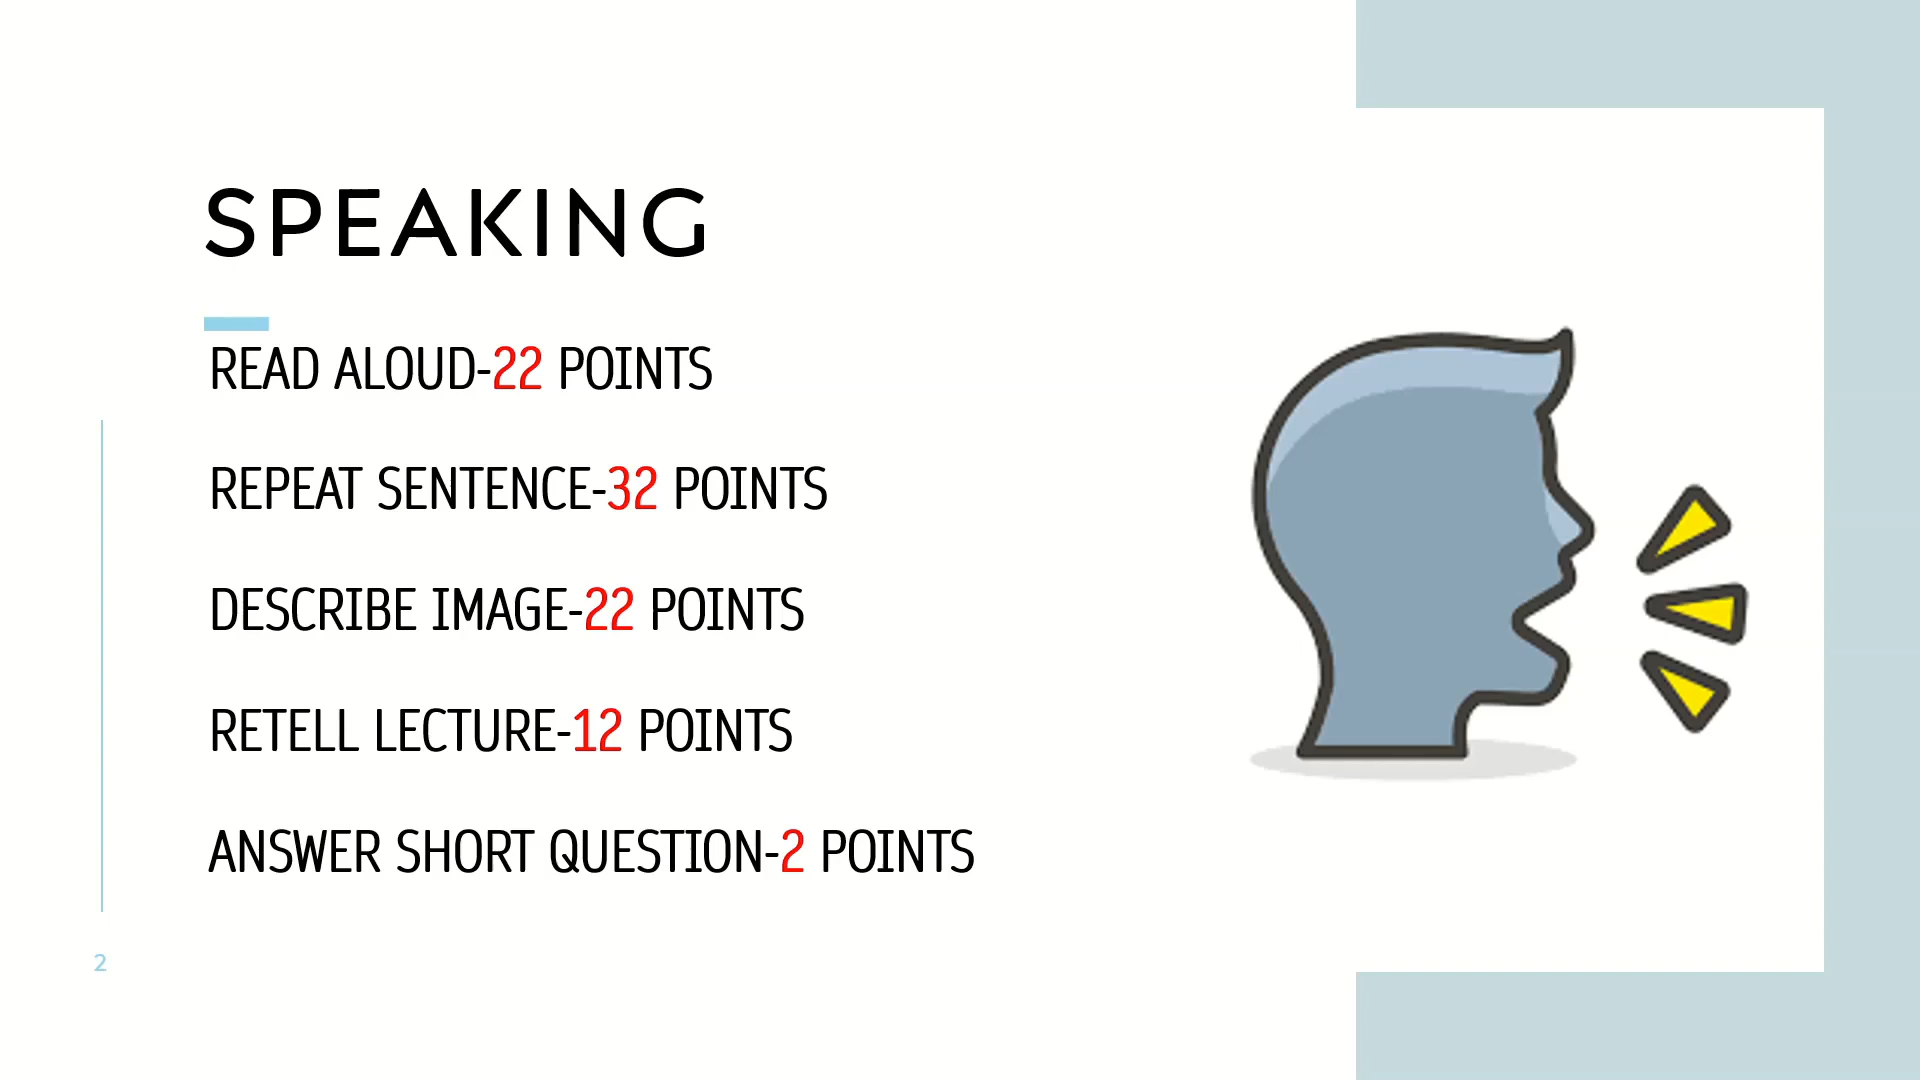 SPEAKING
READ ALOUD-22 POINTS
REPEAT SENTENCE-32 POINTS
DESCRIBE IMAGE-22 POINTS
RETELL LECTURE-12 POINTS
ANSWER SHORT QUESTION-2 POINTS
2